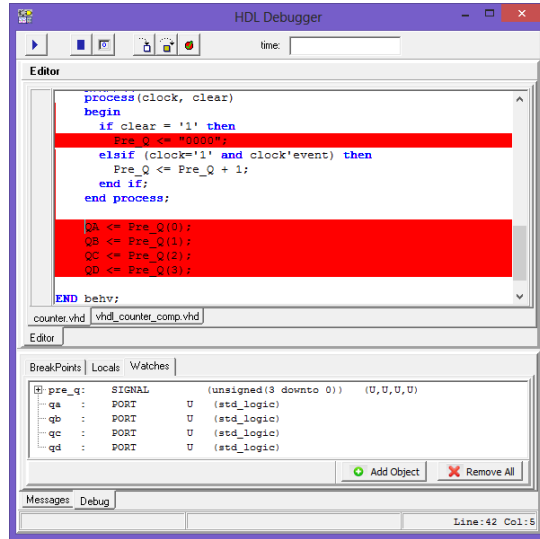 HDL Debugger
time:
Editor
process(clock, clear)
begin
if clear = '1' then
Pre_Q <= "0000";
elsif (clock='1' and clock'event) then
Pre_Q <= Pre_Q + 1;
end if;
end process;
QA <= Pre_Q(0);
QB <= Pre_Q(1);
QC <= Pre_Q(2);
QD <= Pre_Q(3);
END behv;
counter.vhd vhdl_counter_comp.vhd
Editor
BreakPoints Locals Watches
pre_q: SIGNAL (unsigned(3 downto 0)) (U,U,U,U)
qa : PORT U (std_logic)
qb : PORT U (std_logic)
qc : PORT U (std_logic)
qd : PORT U (std_logic)
Add Object Remove All
Messages Debug
Line:42 Col:5